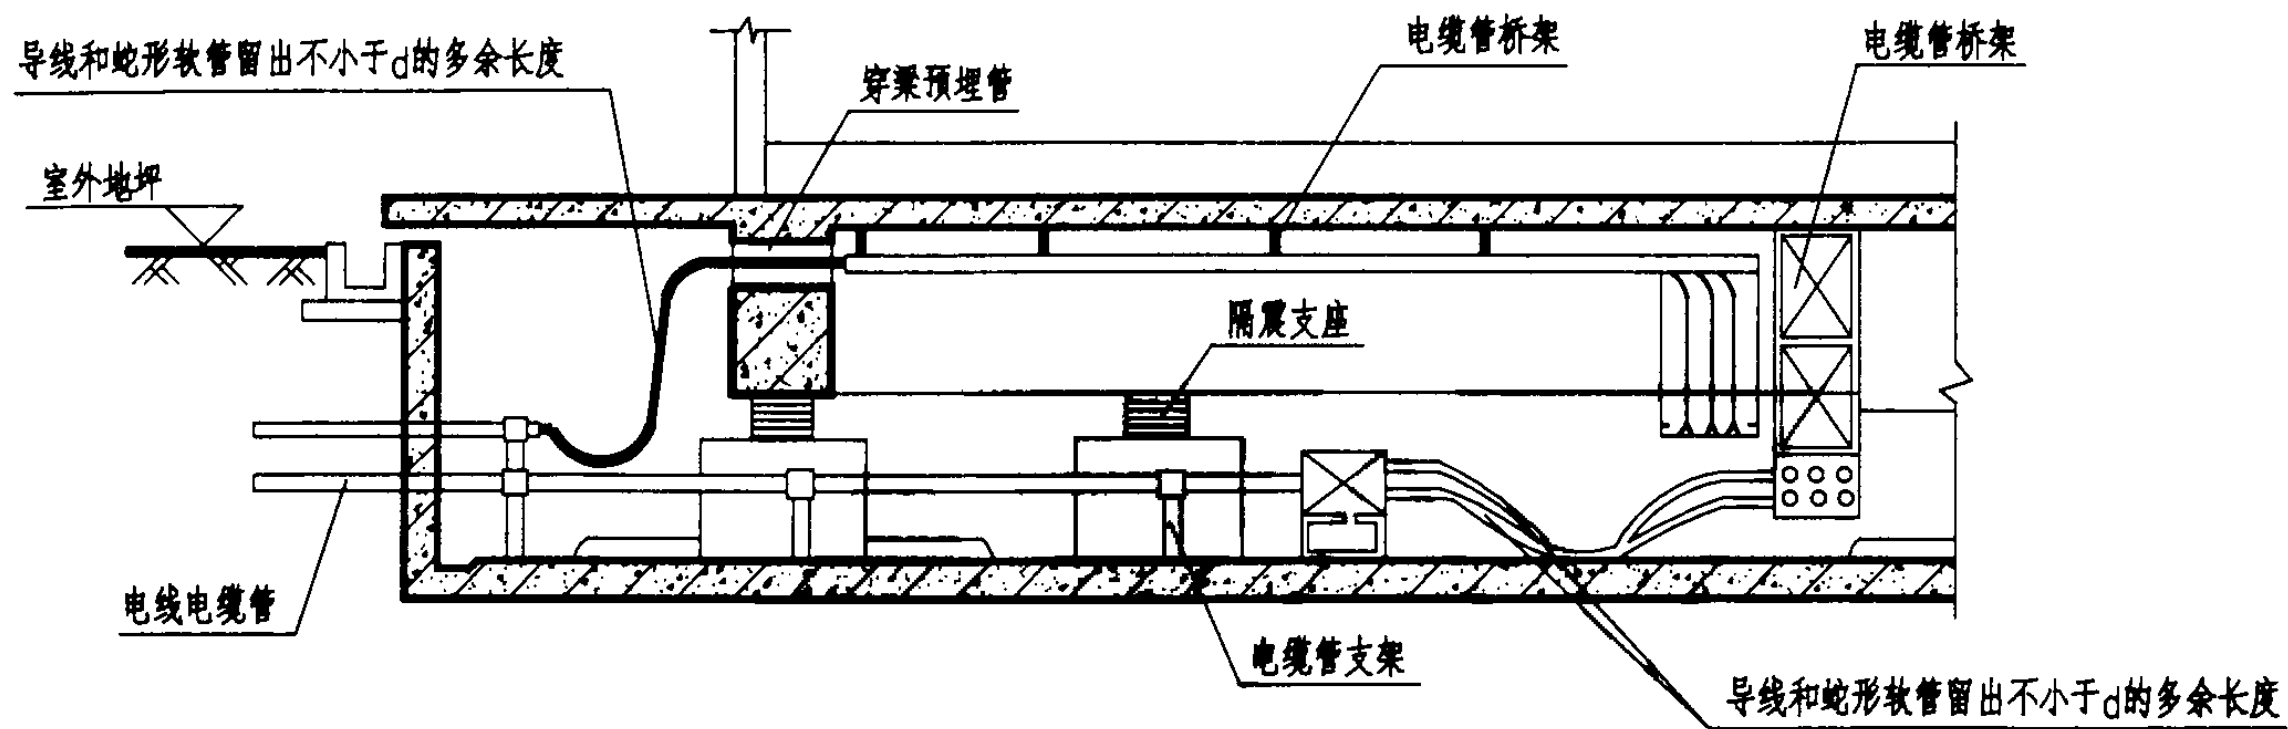 导线和蛇形软管留出不小于d的多余长度
电缆管桥架
电缆管桥架
穿梁预埋管
室外地坪
隔震支座
电线电缆管
电缆管支架
导线和蛇形软管留出不小于d的多余长度